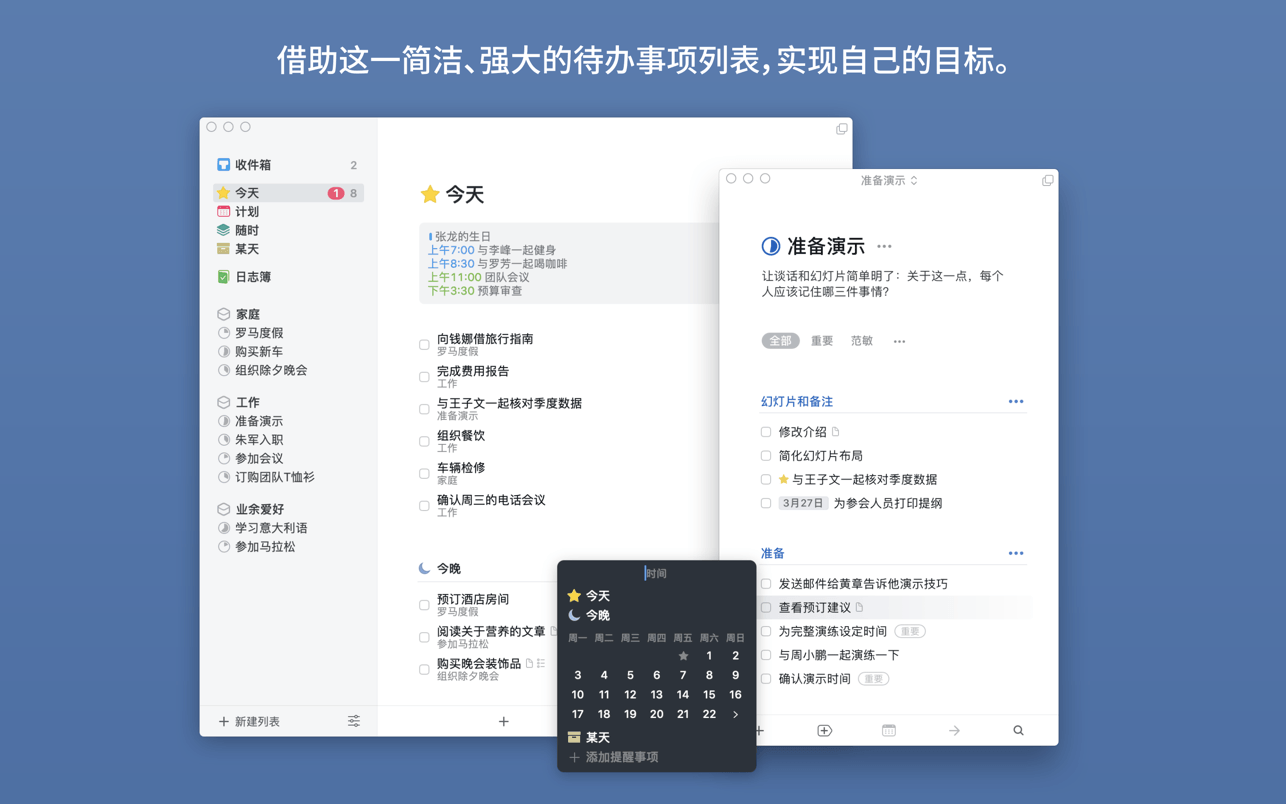 借助这一简洁、强大的待办事项列表，实现自己的目标。
收件箱 2
今天 1 8
计划
随时
某天
日志簿
家庭
罗马度假
购买新车
组织除夕晚会
工作
准备演示
朱军入职
参加会议
订购团队T恤衫
业余爱好
学习意大利语
参加马拉松
新建列表
今天
张龙的生日
上午7:00 与李峰一起健身
上午8:30 与罗芳一起喝咖啡
上午11:00 团队会议
下午3:30 预算审查
向钱娜借旅行指南
罗马度假
完成费用报告
工作
与王子文一起核对季度数据
准备演示
组织餐饮
工作
车辆检修
家庭
确认周三的电话会议
工作
今晚
预订酒店房间
罗马度假
阅读关于营养的文章
参加马拉松
购买晚会装饰品
组织除夕晚会
时间
今天
今晚
周一 周二 周三 周四 周五 周六 周日
1 2
3 4 5 6 7 8 9
10 11 12 13 14 15 16
17 18 19 20 21 22
某天
添加提醒事项
准备演示
准备演示
让谈话和幻灯片简单明了：关于这一点，每个
人应该记住哪三件事情？
全部 重要 范敏
幻灯片和备注
修改介绍
简化幻灯片布局
与王子文一起核对季度数据
3月27日 为参会人员打印提纲
准备
发送邮件给黄章告诉他演示技巧
查看预订建议
为完整演练设定时间 重要
与周小鹏一起演练一下
确认演示时间 重要